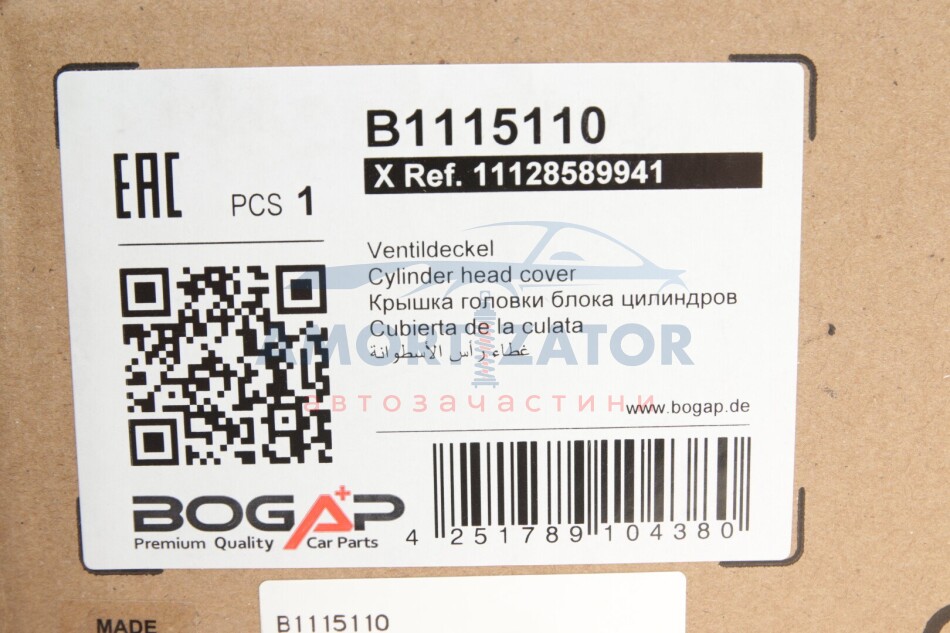 B1115110
X Ref. 11128589941
EAC
PCS 1
Ventildeckel
Cylinder head cover
Крышка головки блока цилиндров
Cubierta de la culata
غطاء رأس الأسطوانة
AMORTIZATOR
автозачастини
www.bogap.de
BOGAP
Premium Quality Car Parts
4 251789 104380
MADE
B1115110